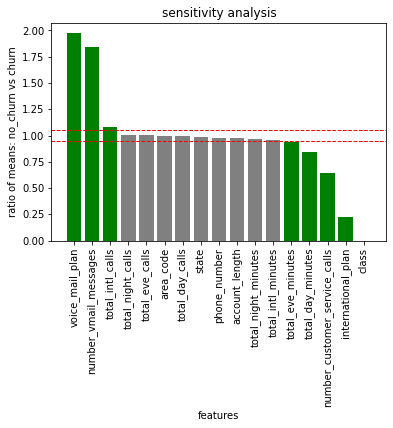 sensitivity analysis
ratio of means: no_churn vs churn
2.00
1.75
1.50
1.25
1.00
0.75
0.50
0.25
0.00
voice_mail_plan
number_vmail_messages
total_intl_calls
total_night_calls
total_eve_calls
area_code
total_day_calls
state
phone_number
account_length
total_night_minutes
total_intl_minutes
total_eve_minutes
total_day_minutes
number_customer_service_calls
international_plan
class
features